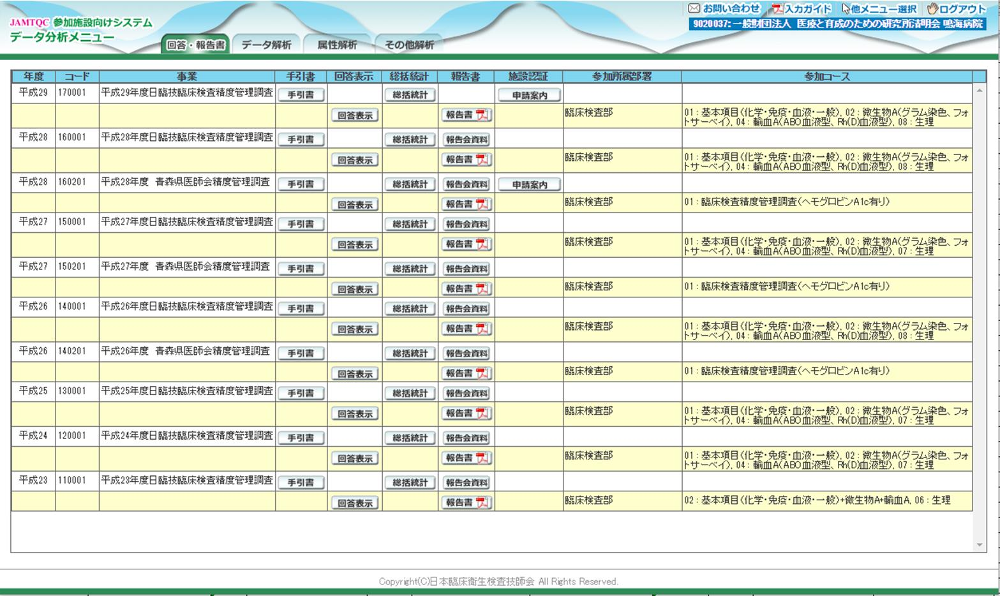 お問い合わせ 入力ガイド 他メニュー選択 ログアウト
JAMTQC 参加施設向けシステム
9020037:一般財団法人 医療と育成のための研究所清明会 鳴海病院
データ分析メニュー
回答・報告書 データ解析 属性解析 その他解析
年度 コード 事業 手引書 回答表示 総括統計 報告書 施設認証 参加所属部署 参加コース
平成29 170001 平成29年度日臨技臨床検査精度管理調査 手引書 総括統計 申請案内
回答表示 報告書 臨床検査部 01:基本項目(化学・免疫・血液・一般), 02:微生物A(グラム染色、フォ
トサーベイ), 04:輸血A(ABO血液型、Rh(D)血液型), 08:生理
平成28 160001 平成28年度日臨技臨床検査精度管理調査 手引書 総括統計 報告会資料
回答表示 報告書 臨床検査部 01:基本項目(化学・免疫・血液・一般), 02:微生物A(グラム染色、フォ
トサーベイ), 04:輸血A(ABO血液型、Rh(D)血液型), 08:生理
平成28 160201 平成28年度 青森県医師会精度管理調査 手引書 総括統計 報告会資料 申請案内
回答表示 報告書 臨床検査部 01:臨床検査精度管理調査(ヘモグロビンA1c有り)
平成27 150001 平成27年度日臨技臨床検査精度管理調査 手引書 総括統計 報告会資料
回答表示 報告書 臨床検査部 01:基本項目(化学・免疫・血液・一般), 02:微生物A(グラム染色、フォ
トサーベイ), 04:輸血A(ABO血液型、Rh(D)血液型), 07:生理
平成27 150201 平成27年度 青森県医師会精度管理調査 手引書 総括統計 報告会資料
回答表示 報告書 臨床検査部 01:臨床検査精度管理調査(ヘモグロビンA1c有り)
平成26 140001 平成26年度日臨技臨床検査精度管理調査 手引書 総括統計 報告会資料
回答表示 報告書 臨床検査部 01:基本項目(化学・免疫・血液・一般), 02:微生物A(グラム染色、フォ
トサーベイ), 04:輸血A(ABO血液型、Rh(D)血液型), 08:生理
平成26 140201 平成26年度 青森県医師会精度管理調査 手引書 総括統計 報告会資料
回答表示 報告書 臨床検査部 01:臨床検査精度管理調査(ヘモグロビンA1c有り)
平成25 130001 平成25年度日臨技臨床検査精度管理調査 手引書 総括統計 報告会資料
回答表示 報告書 臨床検査部 01:基本項目(化学・免疫・血液・一般), 02:微生物A(グラム染色、フォ
トサーベイ), 04:輸血A(ABO血液型、Rh(D)血液型), 07:生理
平成24 120001 平成24年度日臨技臨床検査精度管理調査 手引書 総括統計 報告会資料
回答表示 報告書 臨床検査部 01:基本項目(化学・免疫・血液・一般), 02:微生物A(グラム染色、フォ
トサーベイ), 04:輸血A(ABO血液型、Rh(D)血液型), 07:生理
平成23 110001 平成23年度日臨技臨床検査精度管理調査 手引書 総括統計 報告会資料
回答表示 報告書 臨床検査部 02:基本項目(化学・免疫・血液・一般)+微生物A+輸血A, 06:生理
Copyright(C)日本臨床衛生検査技師会 All Rights Reserved.